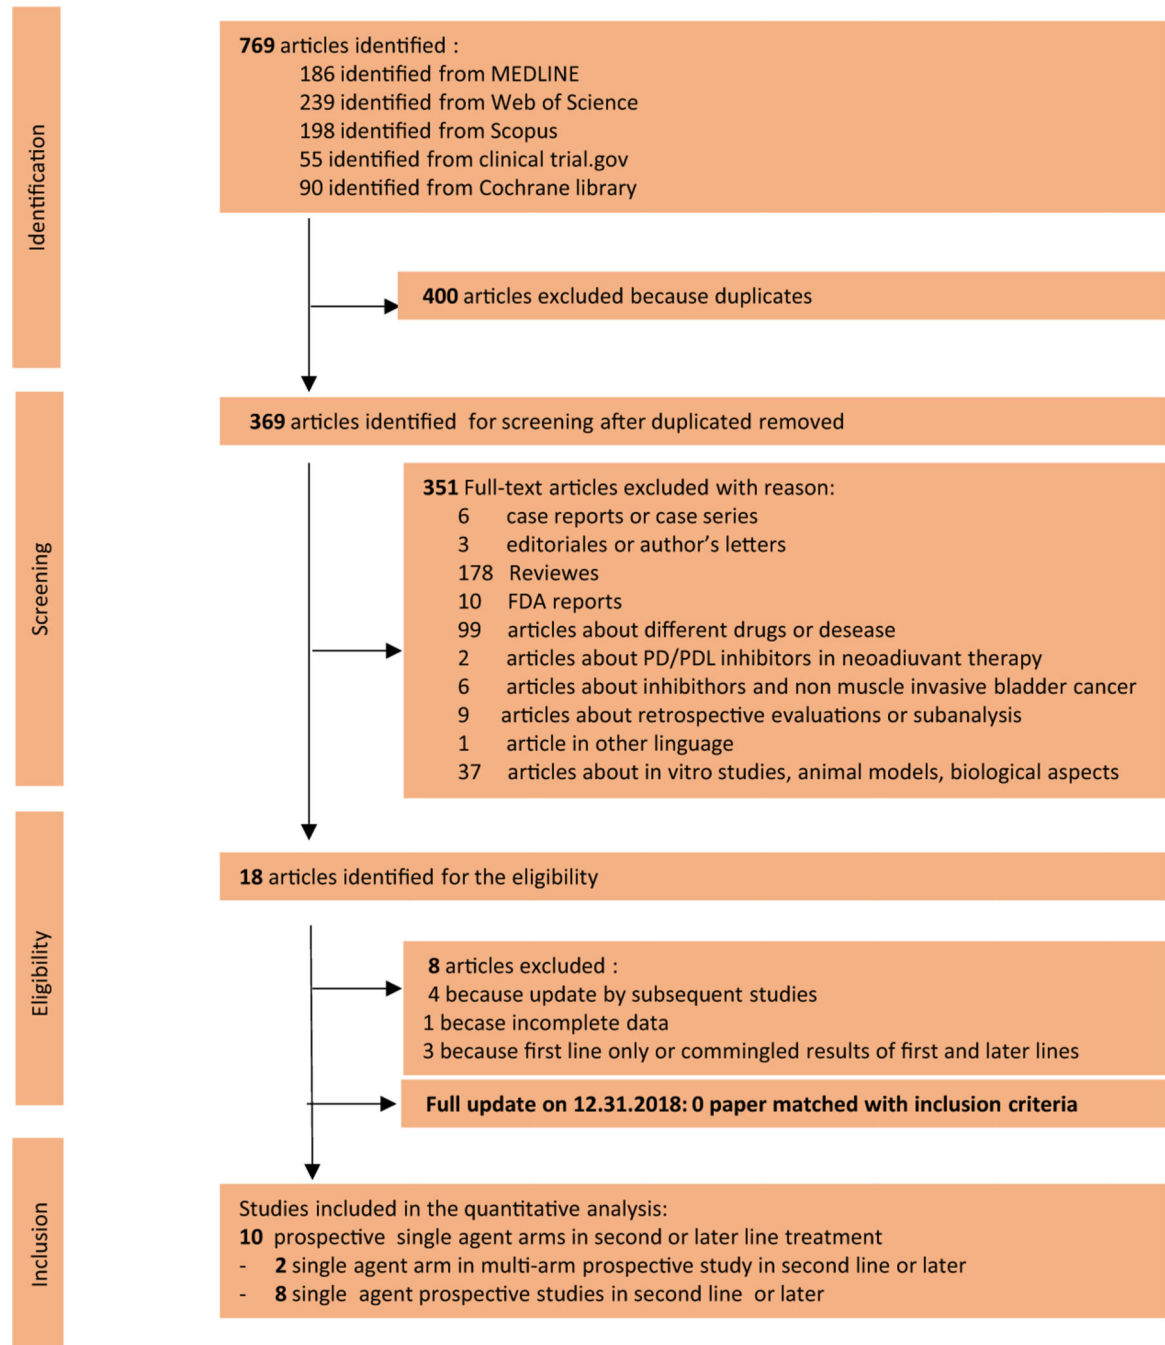 Identification
769 articles identified :
186 identified from MEDLINE
239 identified from Web of Science
198 identified from Scopus
55 identified from clinical trial.gov
90 identified from Cochrane library
400 articles excluded because duplicates
Screening
369 articles identified for screening after duplicated removed
351 Full-text articles excluded with reason:
6 case reports or case series
3 editoriales or author's letters
178 Reviewes
10 FDA reports
99 articles about different drugs or desease
2 articles about PD/PDL inhibitors in neoadiuvant therapy
6 articles about inhibithors and non muscle invasive bladder cancer
9 articles about retrospective evaluations or subanalysis
1 article in other linguage
37 articles about in vitro studies, animal models, biological aspects
Eligibility
18 articles identified for the eligibility
8 articles excluded :
4 because update by subsequent studies
1 becase incomplete data
3 because first line only or commingled results of first and later lines
Full update on 12.31.2018: 0 paper matched with inclusion criteria
Inclusion
Studies included in the quantitative analysis:
10 prospective single agent arms in second or later line treatment
- 2 single agent arm in multi-arm prospective study in second line or later
- 8 single agent prospective studies in second line or later